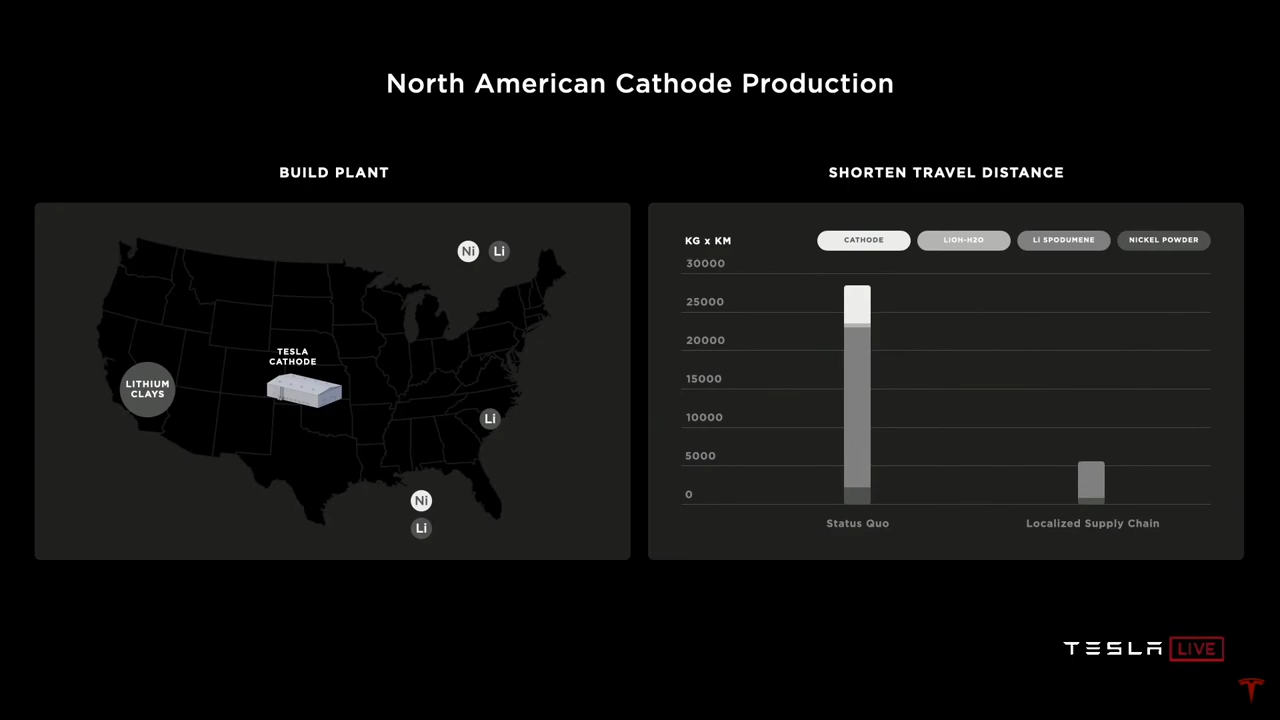 North American Cathode Production
BUILD PLANT
Ni
Li
TESLA
CATHODE
LITHIUM
CLAYS
Li
Ni
Li
SHORTEN TRAVEL DISTANCE
KG x KM
CATHODE
LIOH-H2O
Li SPODUMENE
NICKEL POWDER
30000
25000
20000
15000
10000
5000
0
Status Quo
Localized Supply Chain
TESLA LIVE